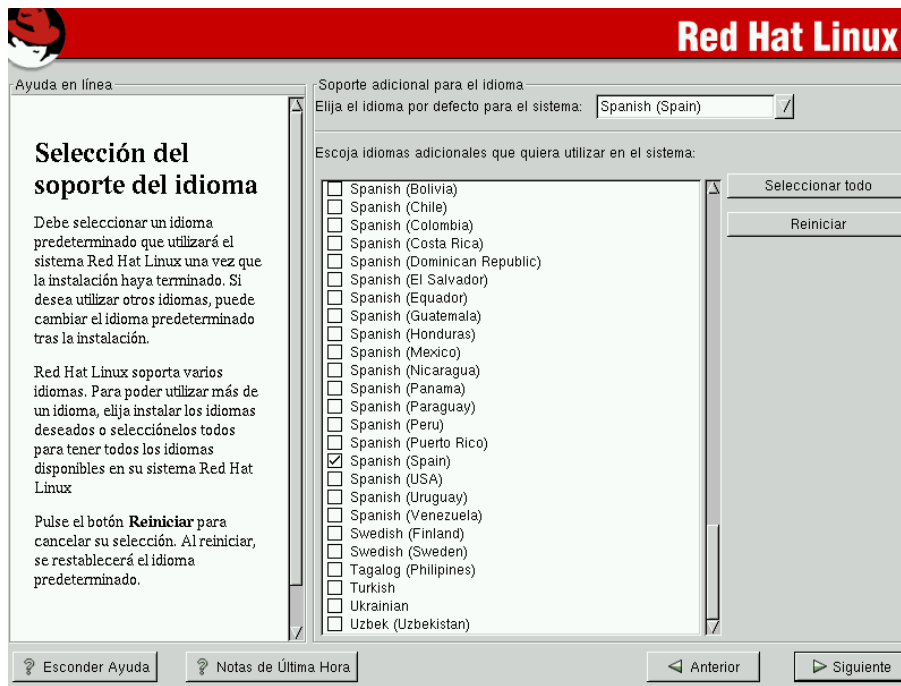 Red Hat Linux
Ayuda en línea
Selección del
soporte del idioma
Debe seleccionar un idioma
predeterminado que utilizará el
sistema Red Hat Linux una vez que
la instalación haya terminado. Si
desea utilizar otros idiomas, puede
cambiar el idioma predeterminado
tras la instalación.
Red Hat Linux soporta varios
idiomas. Para poder utilizar más de
un idioma, elija instalar los idiomas
deseados o selecciónelos todos
para tener todos los idiomas
disponibles en su sistema Red Hat
Linux
Pulse el botón Reiniciar para
cancelar su selección. Al reiniciar,
se restablecerá el idioma
predeterminado.
Soporte adicional para el idioma
Elija el idioma por defecto para el sistema: Spanish (Spain)
Escoja idiomas adicionales que quiera utilizar en el sistema:
Spanish (Bolivia)
Spanish (Chile)
Spanish (Colombia)
Spanish (Costa Rica)
Spanish (Dominican Republic)
Spanish (El Salvador)
Spanish (Equador)
Spanish (Guatemala)
Spanish (Honduras)
Spanish (Mexico)
Spanish (Nicaragua)
Spanish (Panama)
Spanish (Paraguay)
Spanish (Peru)
Spanish (Puerto Rico)
Spanish (Spain)
Spanish (USA)
Spanish (Uruguay)
Spanish (Venezuela)
Swedish (Finland)
Swedish (Sweden)
Tagalog (Philipines)
Turkish
Ukrainian
Uzbek (Uzbekistan)
Seleccionar todo
Reiniciar
Esconder Ayuda
Notas de Última Hora
Anterior
Siguiente